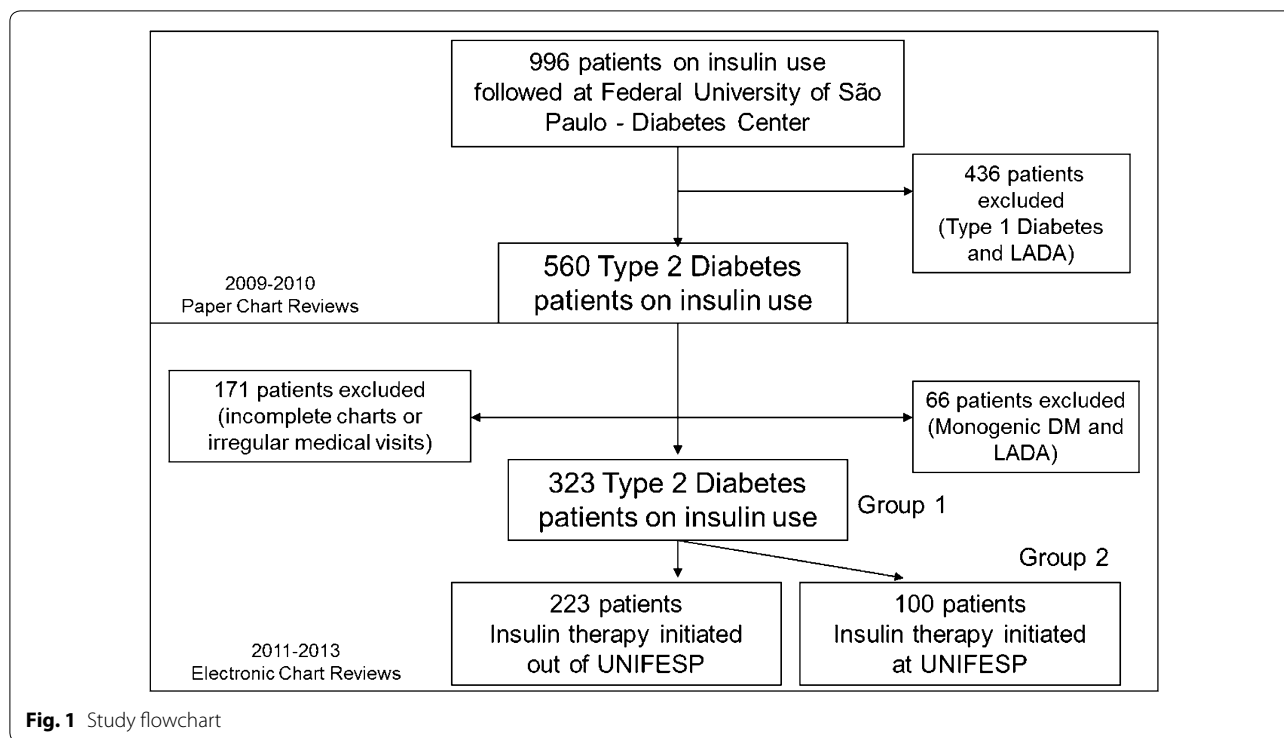 996 patients on insulin use
followed at Federal University of São
Paulo - Diabetes Center
436 patients
excluded
(Type 1 Diabetes
and LADA)
560 Type 2 Diabetes
patients on insulin use
2009-2010
Paper Chart Reviews
171 patients excluded
(incomplete charts or
irregular medical visits)
66 patients excluded
(Monogenic DM and
LADA)
323 Type 2 Diabetes
patients on insulin use
Group 1
Group 2
223 patients
Insulin therapy initiated
out of UNIFESP
100 patients
Insulin therapy initiated
at UNIFESP
2011-2013
Electronic Chart Reviews
Fig. 1 Study flowchart